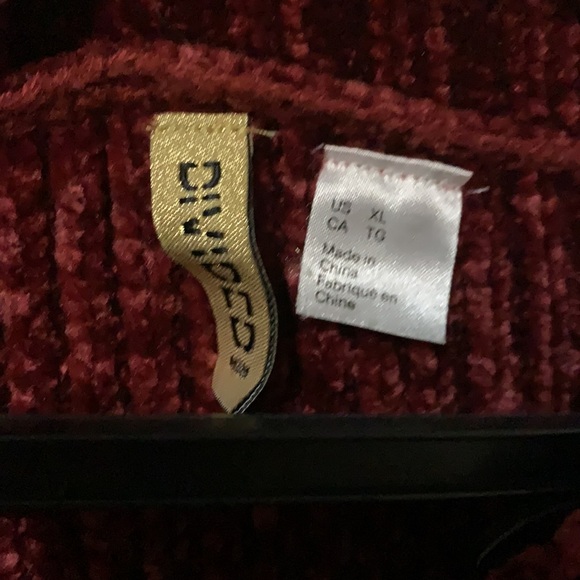 DIVIDED
US XL
CA TG
Made in
China
Fabriqué en
Chine